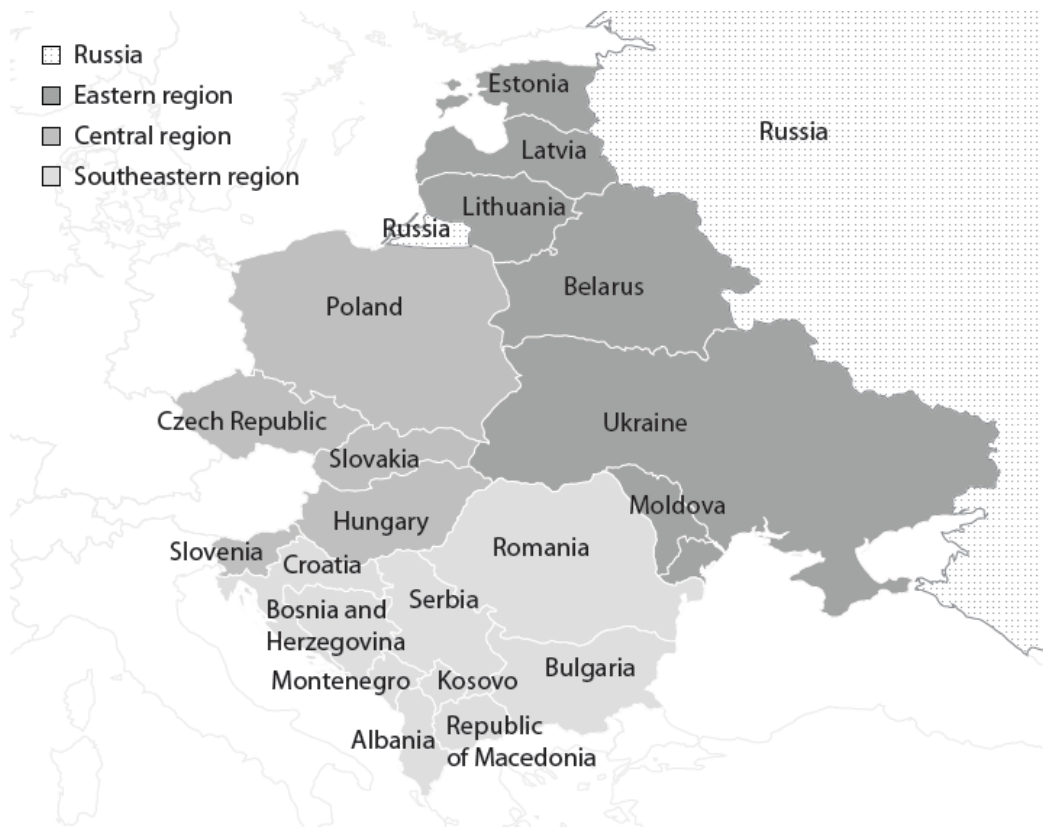 Russia
Eastern region
Central region
Southeastern region
Estonia
Russia
Latvia
Lithuania
Russia
Belarus
Poland
Czech Republic
Ukraine
Slovakia
Moldova
Hungary
Romania
Slovenia
Croatia
Serbia
Bosnia and
Herzegovina
Bulgaria
Montenegro
Kosovo
Republic
of Macedonia
Albania